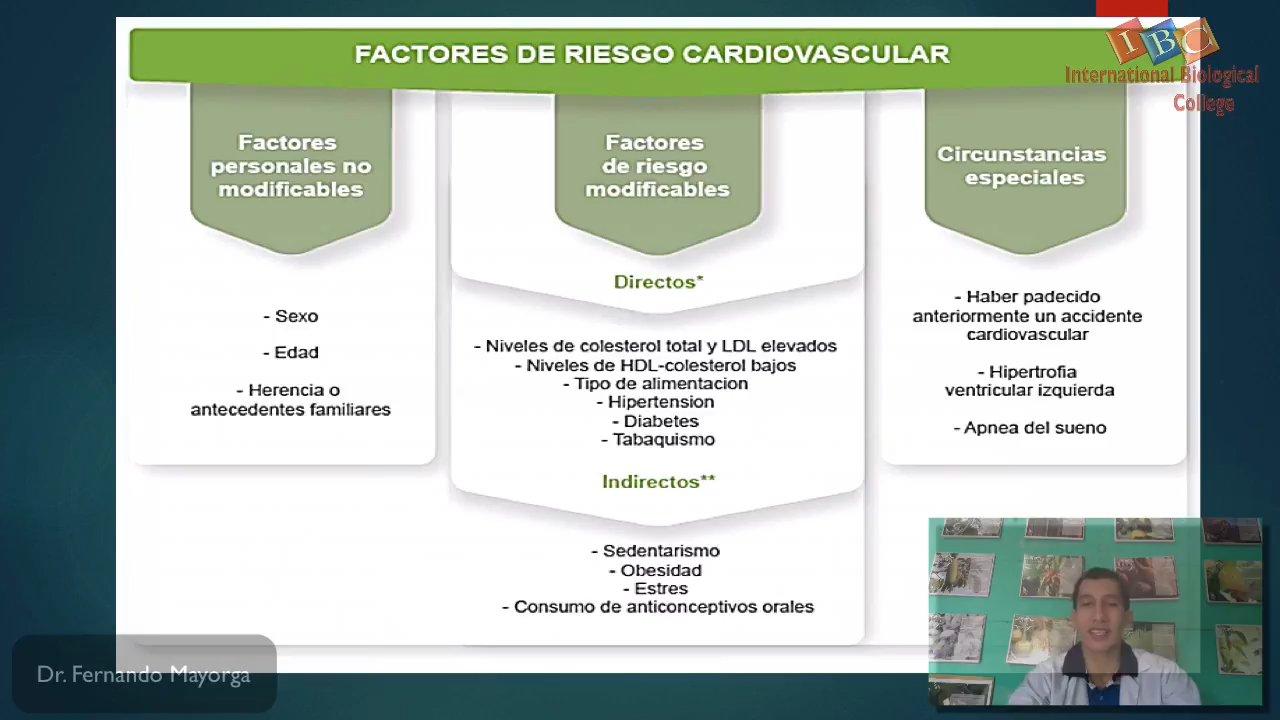 FACTORES DE RIESGO CARDIOVASCULAR
IBC
International Biological
College
Factores
personales no
modificables
- Sexo
- Edad
- Herencia o
antecedentes familiares
Factores
de riesgo
modificables
Directos*
- Niveles de colesterol total y LDL elevados
- Niveles de HDL-colesterol bajos
- Tipo de alimentacion
- Hipertension
- Diabetes
- Tabaquismo
Indirectos**
- Sedentarismo
- Obesidad
- Estres
- Consumo de anticonceptivos orales
Circunstancias
especiales
- Haber padecido
anteriormente un accidente
cardiovascular
- Hipertrofia
ventricular izquierda
- Apnea del sueno
Dr. Fernando Mayorga